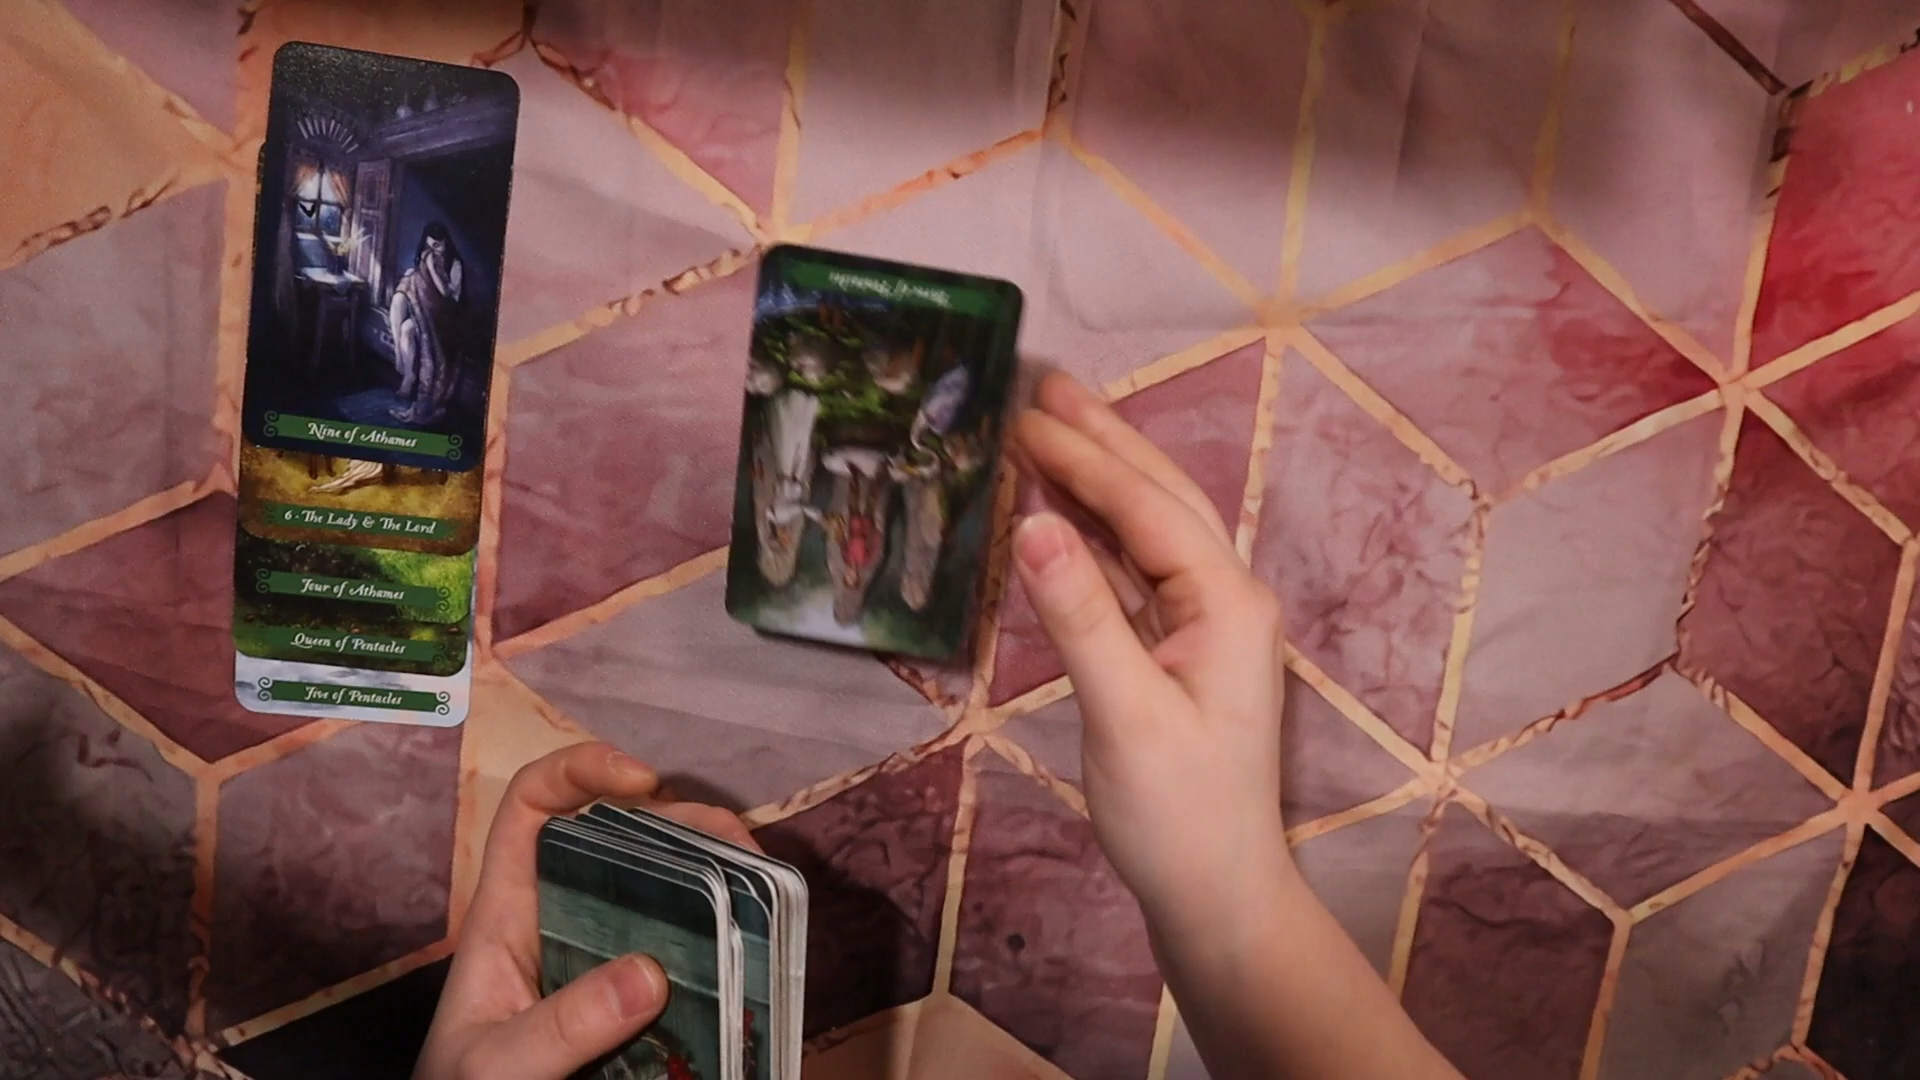 Nine of Athames
6 - The Lady & The Lord
Four of Athames
Queen of Pentacles
Five of Pentacles